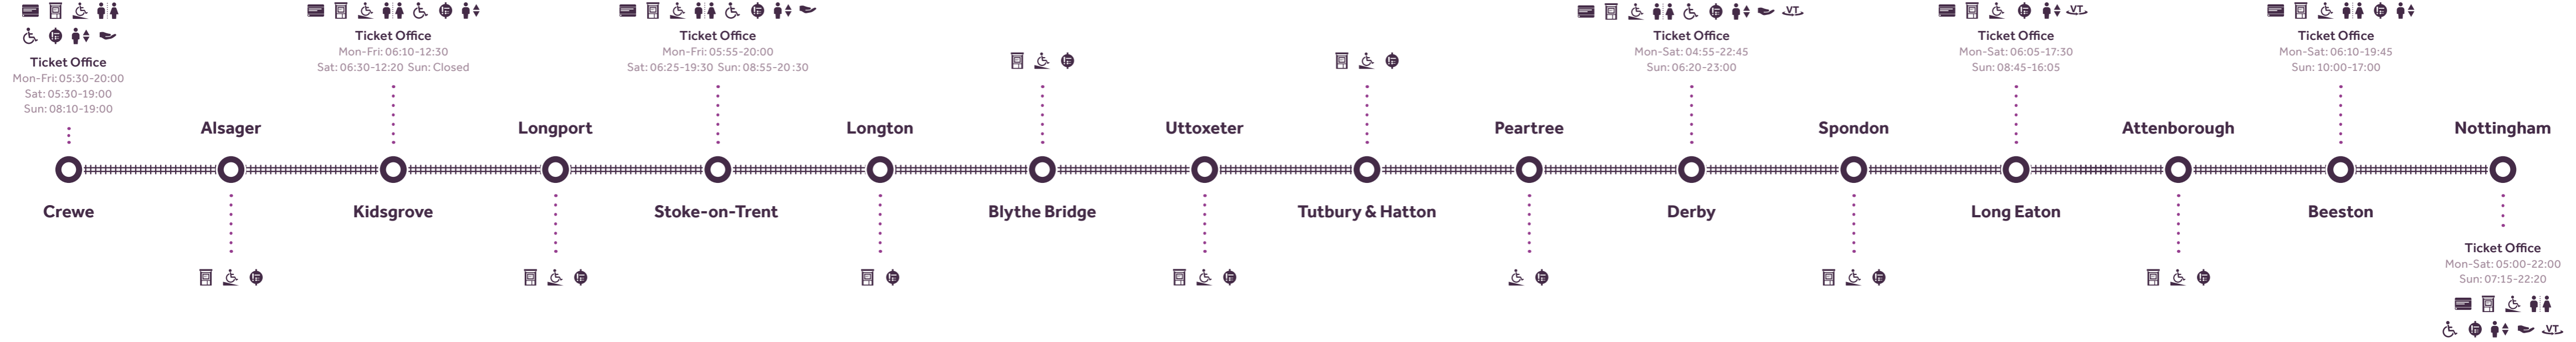 Ticket Office
Mon-Fri: 05:30-20:00
Sat: 05:30-19:00
Sun: 08:10-19:00
Crewe
Alsager
Ticket Office
Mon-Fri: 06:10-12:30
Sat: 06:30-12:20 Sun: Closed
Kidsgrove
Longport
Ticket Office
Mon-Fri: 05:55-20:00
Sat: 06:25-19:30 Sun: 08:55-20:30
Stoke-on-Trent
Longton
Blythe Bridge
Uttoxeter
Tutbury & Hatton
Peartree
VT
Ticket Office
Mon-Sat: 04:55-22:45
Sun: 06:20-23:00
Derby
Spondon
VT
Ticket Office
Mon-Sat: 06:05-17:30
Sun: 08:45-16:05
Long Eaton
Attenborough
Ticket Office
Mon-Sat: 06:10-19:45
Sun: 10:00-17:00
Beeston
Nottingham
Ticket Office
Mon-Sat: 05:00-22:00
Sun: 07:15-22:20
VT